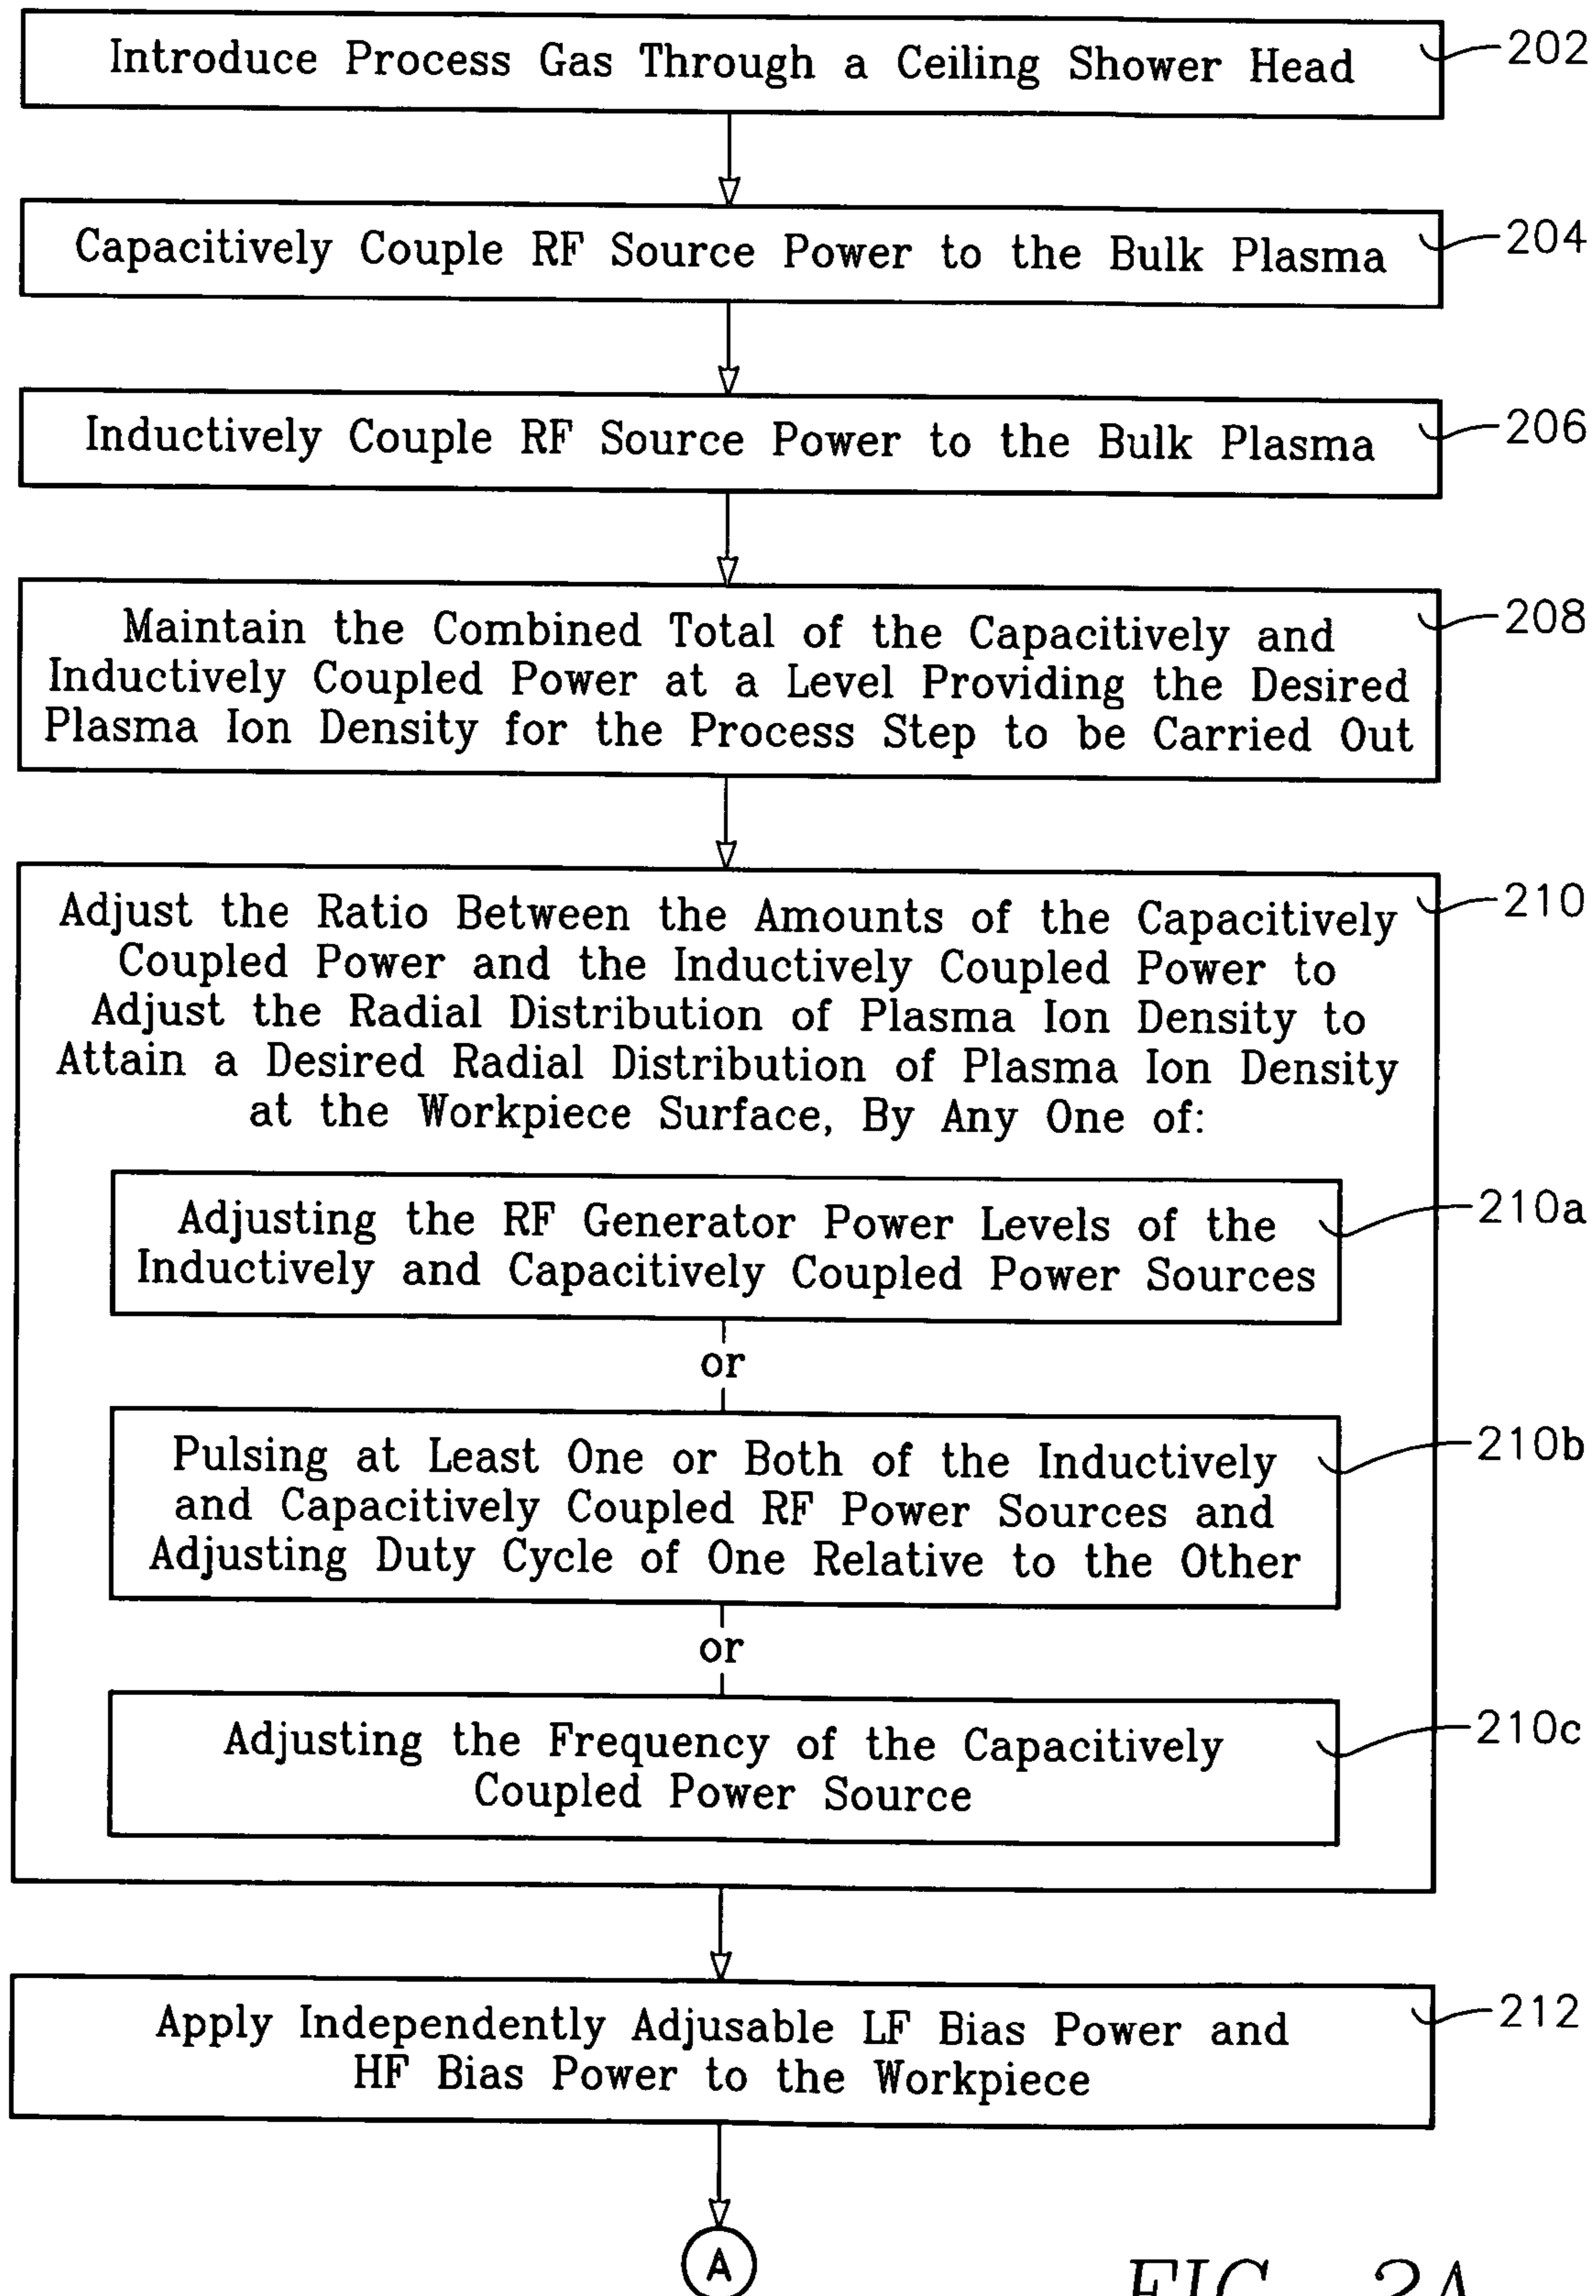 Introduce Process Gas Through a Ceiling Shower Head
202
Capacitively Couple RF Source Power to the Bulk Plasma
204
Inductively Couple RF Source Power to the Bulk Plasma
206
Maintain the Combined Total of the Capacitively and
Inductively Coupled Power at a Level Providing the Desired
Plasma Ion Density for the Process Step to be Carried Out
208
Adjust the Ratio Between the Amounts of the Capacitively
Coupled Power and the Inductively Coupled Power to
Adjust the Radial Distribution of Plasma Ion Density to
Attain a Desired Radial Distribution of Plasma Ion Density
at the Workpiece Surface, By Any One of:
210
Adjusting the RF Generator Power Levels of the
Inductively and Capacitively Coupled Power Sources
210a
or
Pulsing at Least One or Both of the Inductively
and Capacitively Coupled RF Power Sources and
Adjusting Duty Cycle of One Relative to the Other
210b
or
Adjusting the Frequency of the Capacitively
Coupled Power Source
210c
Apply Independently Adjusable LF Bias Power and
HF Bias Power to the Workpiece
212
A
FIG. 2A